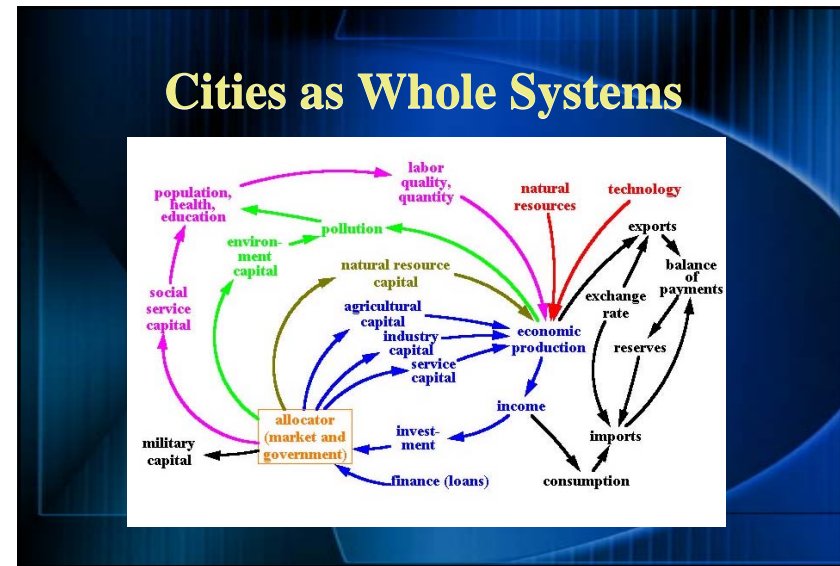 Cities as Whole Systems
labor
quality,
quantity
population,
health,
education
natural
resources
technology
pollution
exports
environ-
ment
capital
natural resource
capital
balance
of
payments
social
service
capital
agricultural
capital
exchange
rate
industry
capital
economic
production
reserves
service
capital
income
allocator
(market and
government)
invest-
ment
imports
military
capital
finance (loans)
consumption